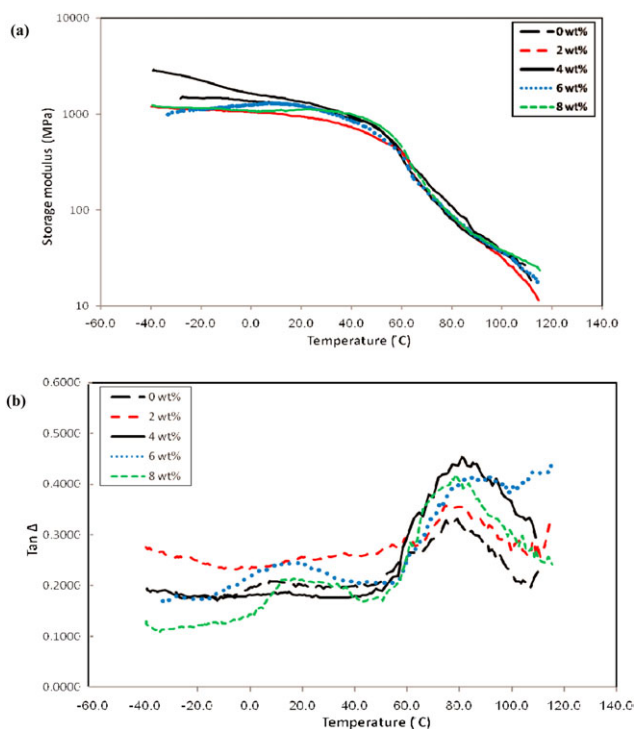 (a)
10000
1000
100
10
Storage modulus (MPa)
0 wt%
2 wt%
4 wt%
6 wt%
8 wt%
-60.0 -40.0 -20.0 0.0 20.0 40.0 60.0 80.0 100.0 120.0 140.0
Temperature (°C)
(b)
0.6000
0.5000
0.4000
0.3000
0.2000
0.1000
0.0000
Tan Δ
0 wt%
2 wt%
4 wt%
6 wt%
8 wt%
-60.0 -40.0 -20.0 0.0 20.0 40.0 60.0 80.0 100.0 120.0 140.0
Temperature (°C)